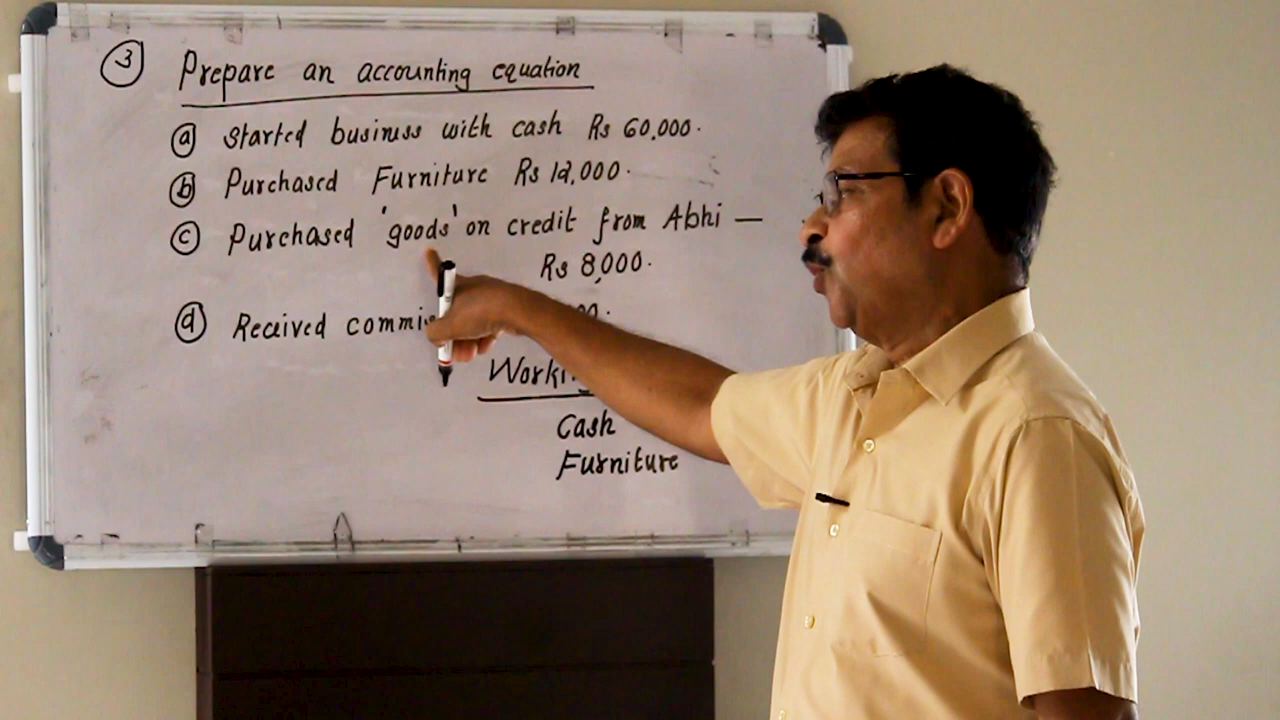 ③ Prepare an accounting equation
ⓐ Started business with cash Rs 60,000.
ⓑ Purchased Furniture Rs 12,000.
ⓒ Purchased 'goods' on credit from Abhi —
Rs 8,000.
ⓓ Received
Cash
Furniture